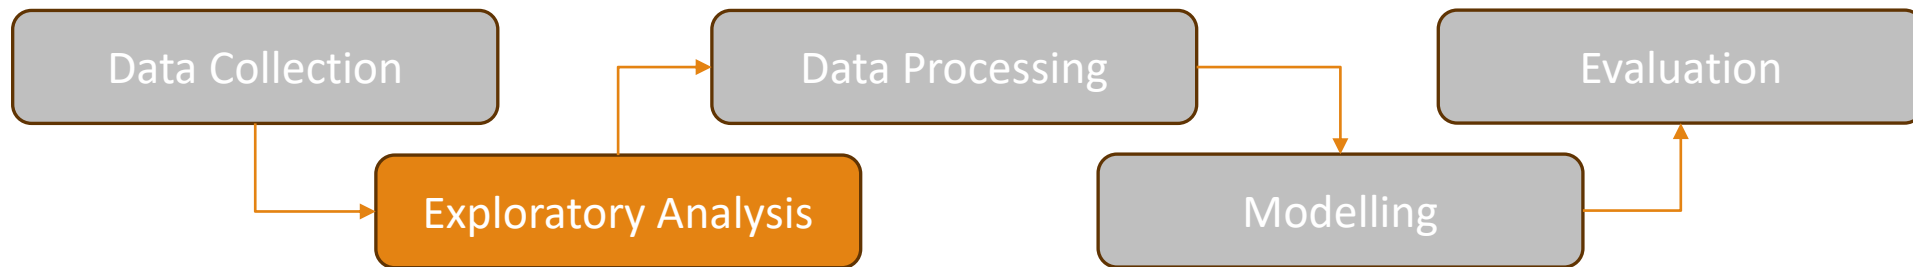 Data Collection
Exploratory Analysis
Data Processing
Modelling
Evaluation